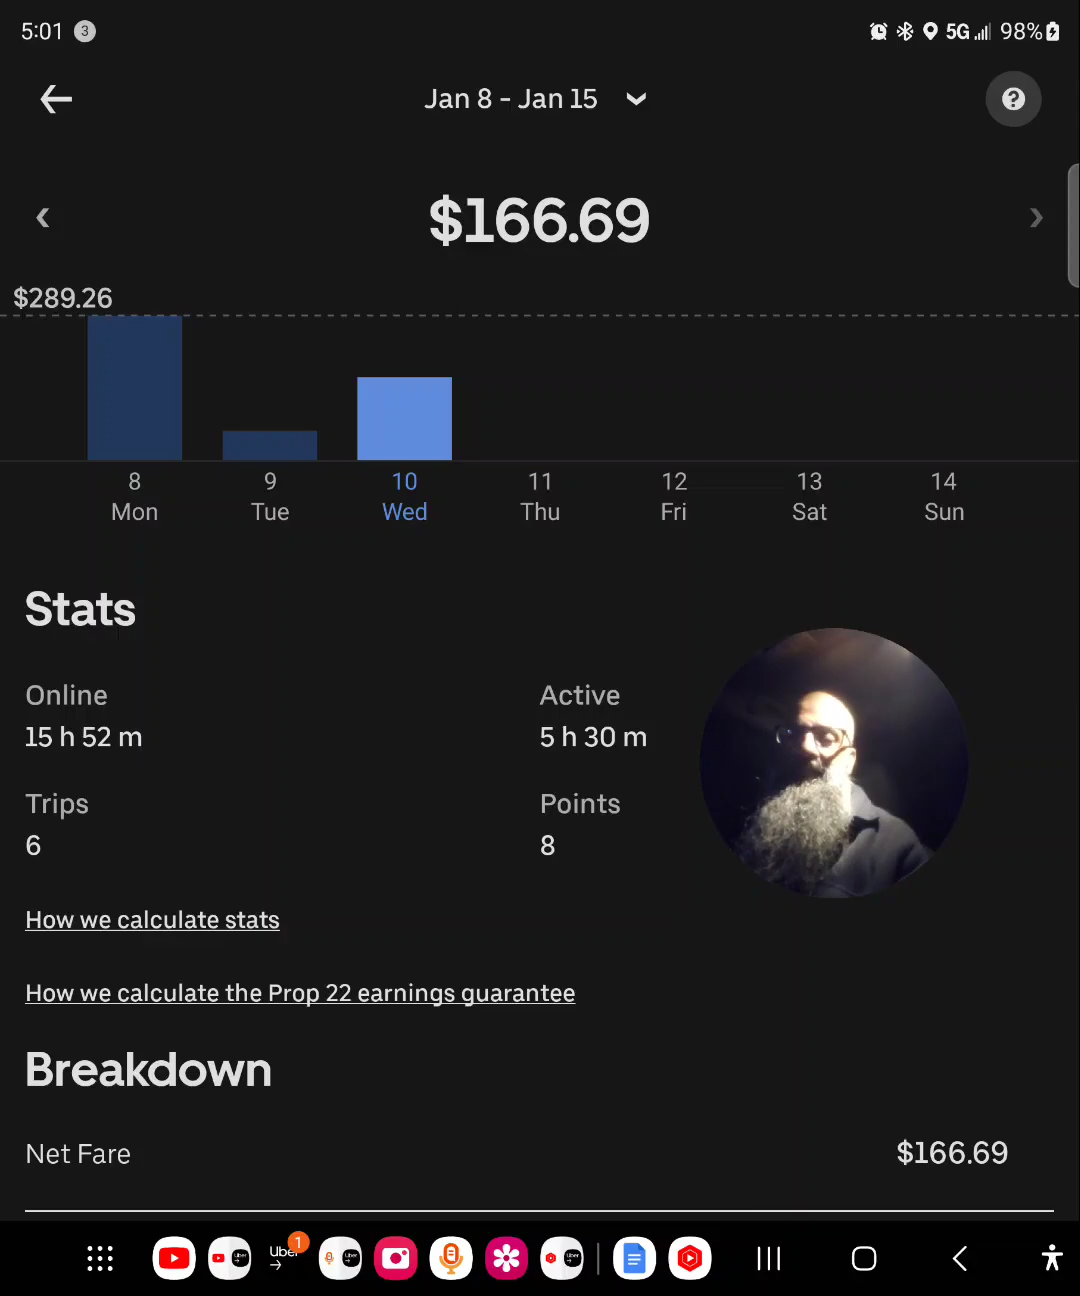 5:01 3 5G 98%
Jan 8 - Jan 15 ?
$166.69
$289.26
8 9 10 11 12 13 14
Mon Tue Wed Thu Fri Sat Sun
Stats
Online Active
15 h 52 m 5 h 30 m
Trips Points
6 8
How we calculate stats
How we calculate the Prop 22 earnings guarantee
Breakdown
Net Fare $166.69
Uber 1